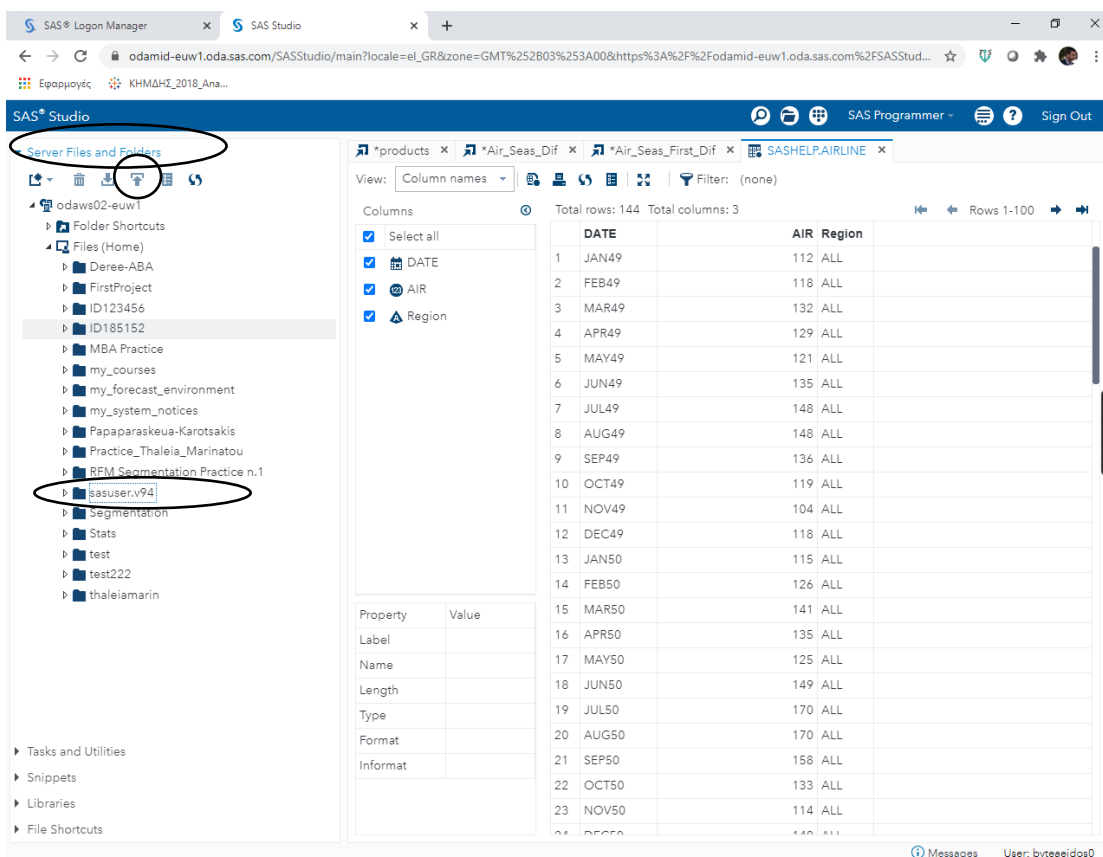 SAS® Logon Manager
SAS Studio
odamid-euw1.oda.sas.com/SASStudio/main?locale=el_GR&zone=GMT%252B03%253A00&https%3A%2F%2Fodamid-euw1.oda.sas.com%2FSASStud...
Εφαρμογές ΚΗΜΔΗΣ_2018_Ana...
SAS® Studio SAS Programmer Sign Out
Server Files and Folders
odaws02-euw1
Folder Shortcuts
Files (Home)
Deree-ABA
FirstProject
ID123456
ID185152
MBA Practice
my_courses
my_forecast_environment
my_system_notices
Papaparaskeua-Karotsakis
Practice_Thaleia_Marinatou
RFM Segmentation Practice n.1
sasuser.v94
Segmentation
Stats
test
test222
thaleiamarin
Tasks and Utilities
Snippets
Libraries
File Shortcuts
*products *Air_Seas_Dif *Air_Seas_First_Dif SASHELP.AIRLINE
View: Column names Filter: (none)
Columns
Select all
DATE
AIR
Region
Property Value
Label
Name
Length
Type
Format
Informat
Total rows: 144 Total columns: 3 Rows 1-100
DATE AIR Region
1 JAN49 112 ALL
2 FEB49 118 ALL
3 MAR49 132 ALL
4 APR49 129 ALL
5 MAY49 121 ALL
6 JUN49 135 ALL
7 JUL49 148 ALL
8 AUG49 148 ALL
9 SEP49 136 ALL
10 OCT49 119 ALL
11 NOV49 104 ALL
12 DEC49 118 ALL
13 JAN50 115 ALL
14 FEB50 126 ALL
15 MAR50 141 ALL
16 APR50 135 ALL
17 MAY50 125 ALL
18 JUN50 149 ALL
19 JUL50 170 ALL
20 AUG50 170 ALL
21 SEP50 158 ALL
22 OCT50 133 ALL
23 NOV50 114 ALL
24 DEC50 140 ALL
Messages User: byteaeidos0